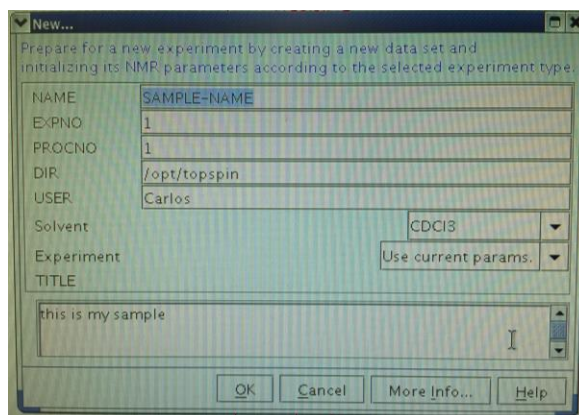 New...
Prepare for a new experiment by creating a new data set and
initializing its NMR parameters according to the selected experiment type.
NAME SAMPLE-NAME
EXPNO 1
PROCNO 1
DIR /opt/topspin
USER Carlos
Solvent CDCl3
Experiment Use current params.
TITLE
this is my sample
OK Cancel More Info... Help